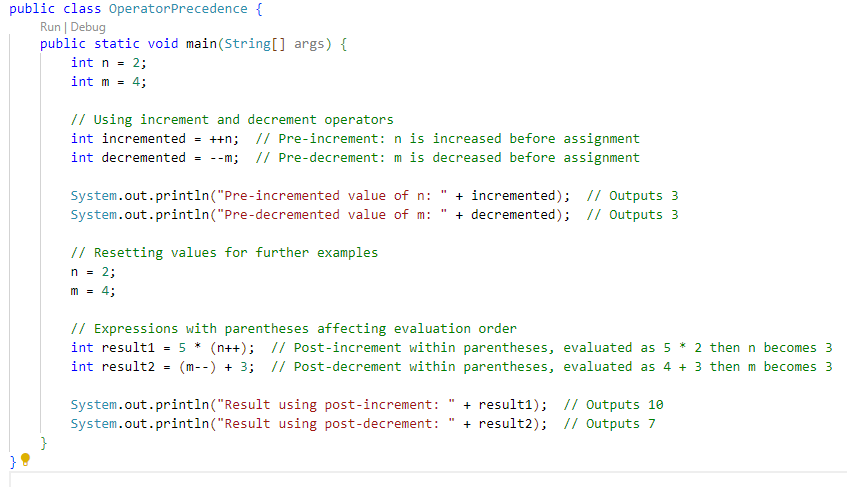 public class OperatorPrecedence {
Run | Debug
public static void main(String[] args) {
int n = 2;
int m = 4;
// Using increment and decrement operators
int incremented = ++n;  // Pre-increment: n is increased before assignment
int decremented = --m;  // Pre-decrement: m is decreased before assignment
System.out.println("Pre-incremented value of n: " + incremented);  // Outputs 3
System.out.println("Pre-decremented value of m: " + decremented);  // Outputs 3
// Resetting values for further examples
n = 2;
m = 4;
// Expressions with parentheses affecting evaluation order
int result1 = 5 * (n++);  // Post-increment within parentheses, evaluated as 5 * 2 then n becomes 3
int result2 = (m--) + 3;  // Post-decrement within parentheses, evaluated as 4 + 3 then m becomes 3
System.out.println("Result using post-increment: " + result1);  // Outputs 10
System.out.println("Result using post-decrement: " + result2);  // Outputs 7
}
}